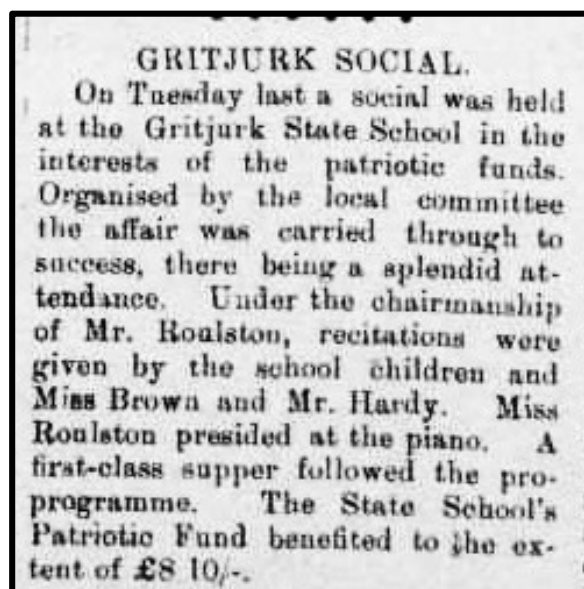 GRITJURK SOCIAL.
On Tuesday last a social was held
at the Gritjurk State School in the
interests of the patriotic funds.
Organised by the local committee
the affair was carried through to
success, there being a splendid at-
tendance. Under the chairmanship
of Mr. Roulston, recitations were
given by the school children and
Miss Brown and Mr. Hardy. Miss
Roulston presided at the piano. A
first-class supper followed the pro-
programme. The State School's
Patriotic Fund benefited to the ex-
tent of £8 10/-.